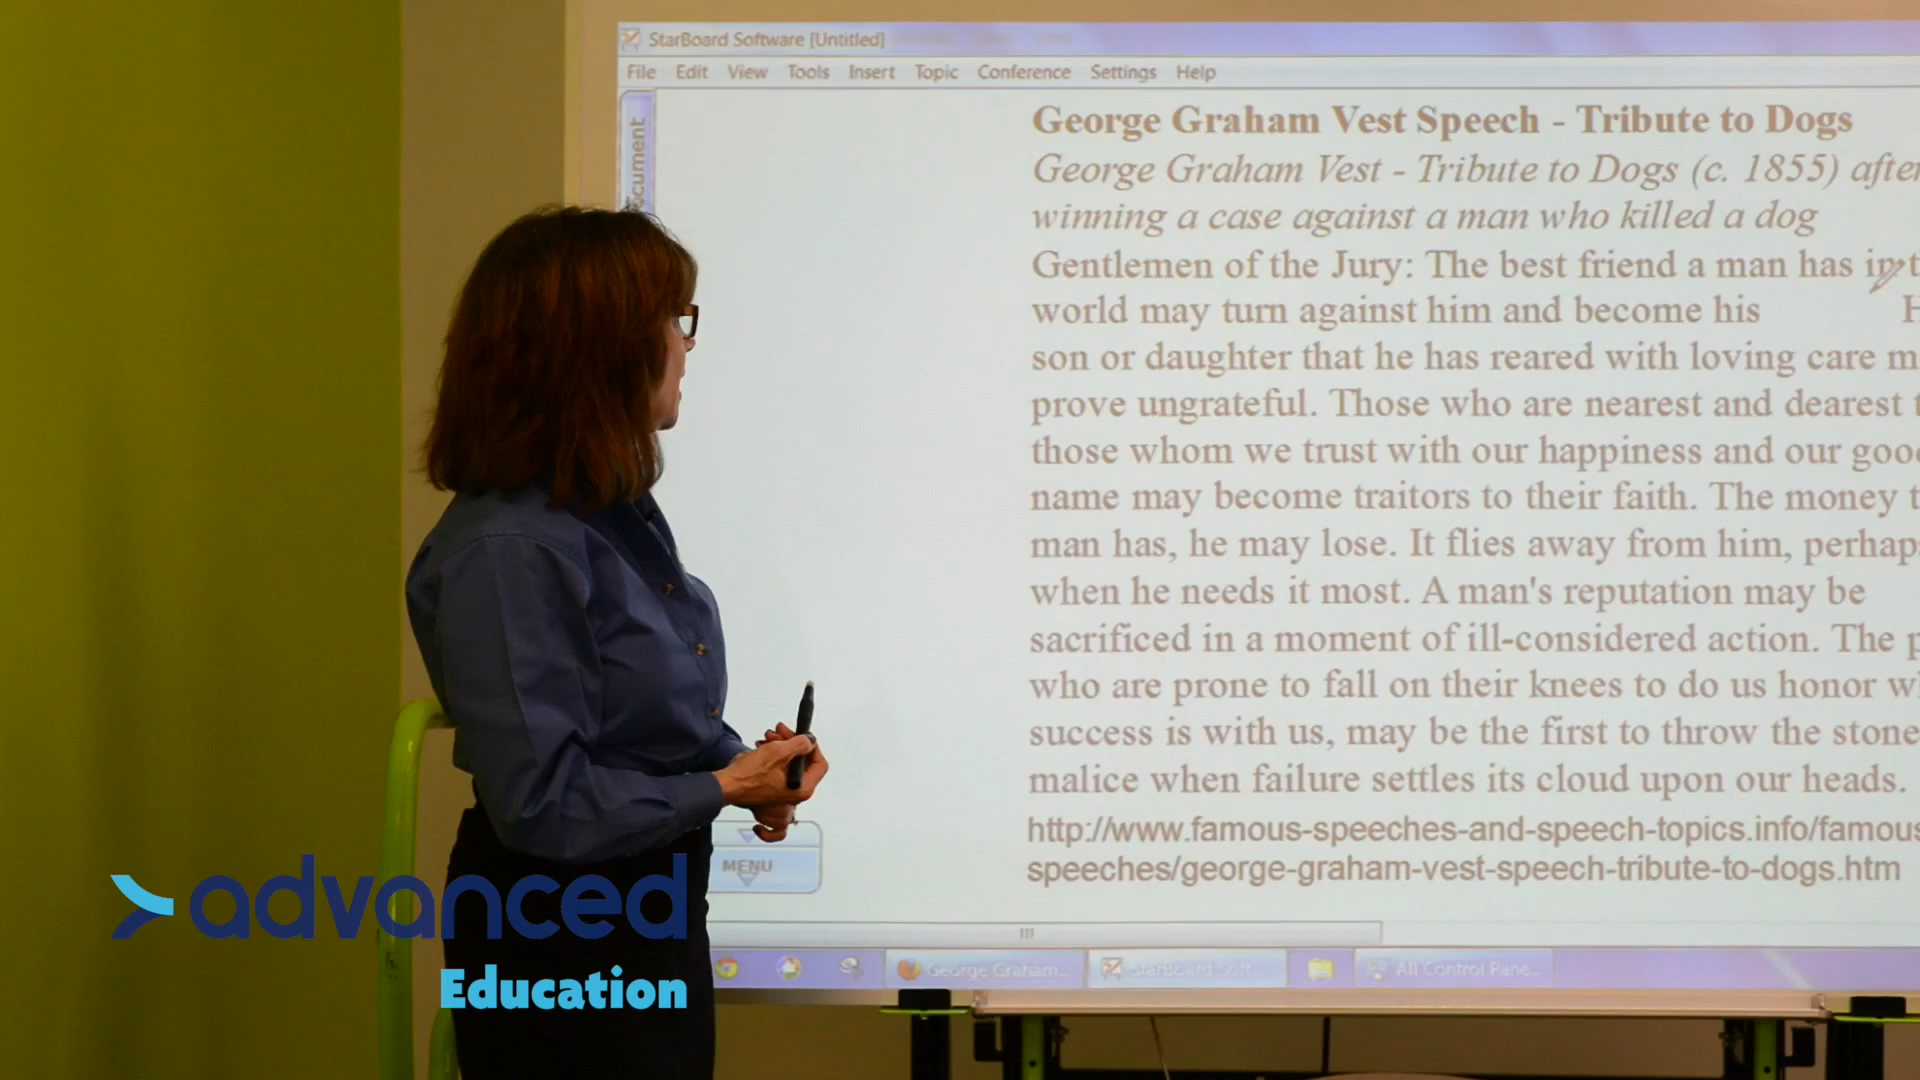 StarBoard Software [Untitled]
File Edit View Tools Insert Topic Conference Settings Help
George Graham Vest Speech - Tribute to Dogs
George Graham Vest - Tribute to Dogs (c. 1855) after
winning a case against a man who killed a dog
Gentlemen of the Jury: The best friend a man has in t
world may turn against him and become his H
son or daughter that he has reared with loving care m
prove ungrateful. Those who are nearest and dearest t
those whom we trust with our happiness and our good
name may become traitors to their faith. The money t
man has, he may lose. It flies away from him, perhap
when he needs it most. A man's reputation may be
sacrificed in a moment of ill-considered action. The p
who are prone to fall on their knees to do us honor w
success is with us, may be the first to throw the stone
malice when failure settles its cloud upon our heads.
http://www.famous-speeches-and-speech-topics.info/famous
speeches/george-graham-vest-speech-tribute-to-dogs.htm
MENU
George Graham... StarBoard Soft... All Control Pane...
advanced
Education